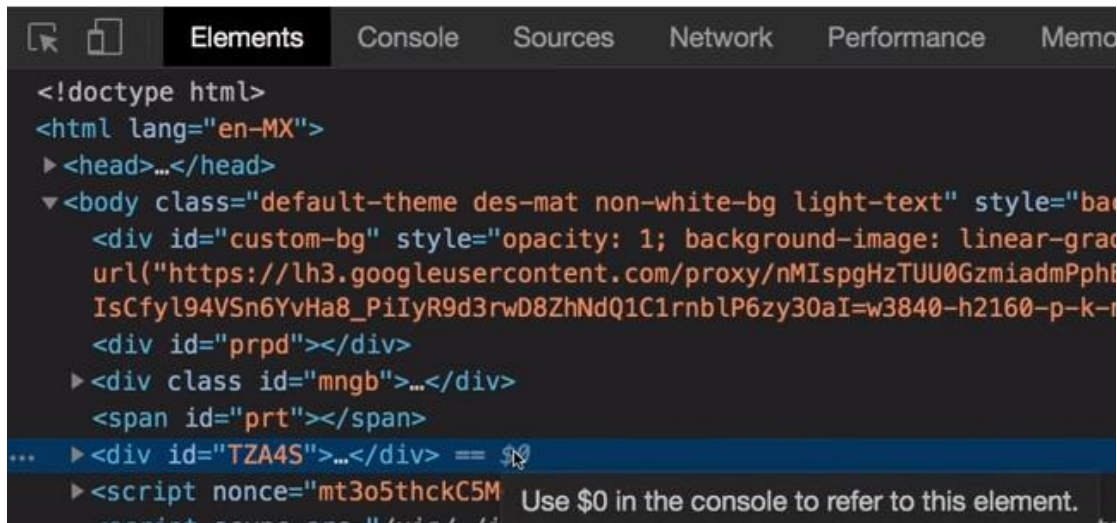 Elements Console Sources Network Performance Memo
<!doctype html>
<html lang="en-MX">
▶<head>…</head>
▼<body class="default-theme des-mat non-white-bg light-text" style="bac
<div id="custom-bg" style="opacity: 1; background-image: linear-grad
url("https://lh3.googleusercontent.com/proxy/nMIspgHzTUU0GzmiadmPph
IsCfyl94VSn6YvHa8_PiIyR9d3rwD8ZhNdQ1C1rnblP6zy3OaI=w3840-h2160-p-k-n
<div id="prpd"></div>
▶<div class id="mngb">…</div>
<span id="prt"></span>
… ▶<div id="TZA4S">…</div> == $0
▶<script nonce="mt3o5thckC5M
Use $0 in the console to refer to this element.